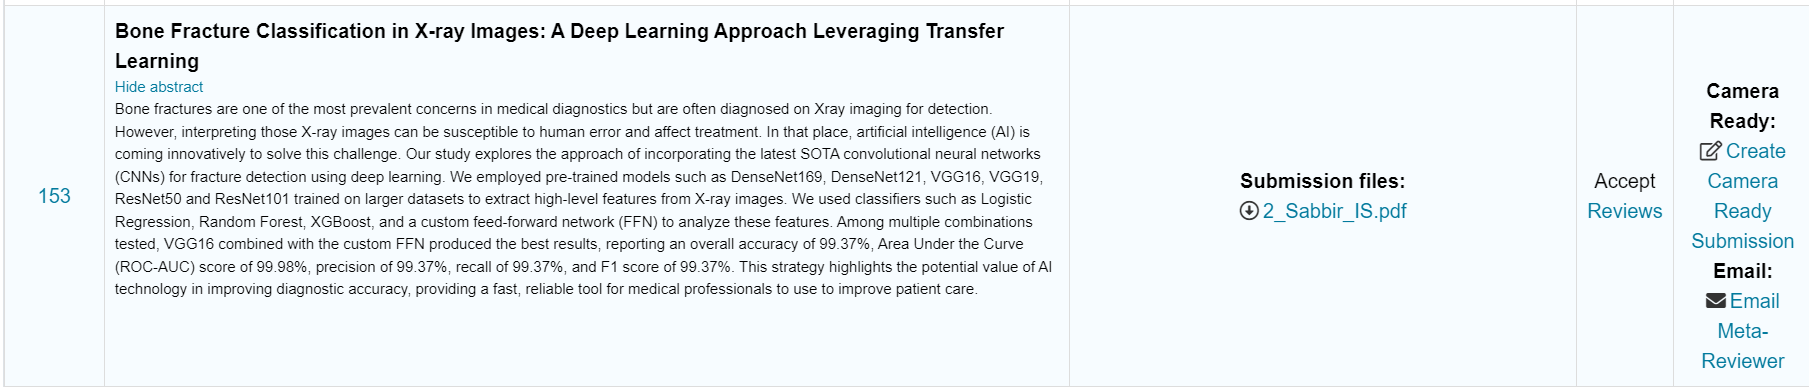 153
Bone Fracture Classification in X-ray Images: A Deep Learning Approach Leveraging Transfer
Learning
Hide abstract
Bone fractures are one of the most prevalent concerns in medical diagnostics but are often diagnosed on Xray imaging for detection.
However, interpreting those X-ray images can be susceptible to human error and affect treatment. In that place, artificial intelligence (AI) is
coming innovatively to solve this challenge. Our study explores the approach of incorporating the latest SOTA convolutional neural networks
(CNNs) for fracture detection using deep learning. We employed pre-trained models such as DenseNet169, DenseNet121, VGG16, VGG19,
ResNet50 and ResNet101 trained on larger datasets to extract high-level features from X-ray images. We used classifiers such as Logistic
Regression, Random Forest, XGBoost, and a custom feed-forward network (FFN) to analyze these features. Among multiple combinations
tested, VGG16 combined with the custom FFN produced the best results, reporting an overall accuracy of 99.37%, Area Under the Curve
(ROC-AUC) score of 99.98%, precision of 99.37%, recall of 99.37%, and F1 score of 99.37%. This strategy highlights the potential value of AI
technology in improving diagnostic accuracy, providing a fast, reliable tool for medical professionals to use to improve patient care.
Submission files:
2_Sabbir_IS.pdf
Accept
Reviews
Camera
Ready:
Create
Camera
Ready
Submission
Email:
Email
Meta-
Reviewer